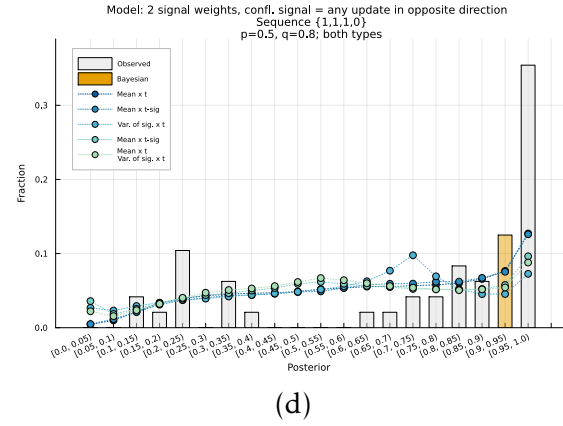 Model: 2 signal weights, confl. signal = any update in opposite direction
Sequence {1,1,1,0}
p=0.5, q=0.8; both types
Observed
Bayesian
Mean x t
Mean x t-sig
Var. of sig. x t
Mean x t-sig
Mean x t
Var. of sig. x t
Fraction
0.3
0.2
0.1
0.0
[0.0, 0.05)
[0.05, 0.1)
[0.1, 0.15)
[0.15, 0.2)
[0.2, 0.25)
[0.25, 0.3)
[0.3, 0.35)
[0.35, 0.4)
[0.4, 0.45)
[0.45, 0.5)
[0.5, 0.55)
[0.55, 0.6)
[0.6, 0.65)
[0.65, 0.7)
[0.7, 0.75)
[0.75, 0.8)
[0.8, 0.85)
[0.85, 0.9)
[0.9, 0.95)
[0.95, 1.0)
Posterior
(d)